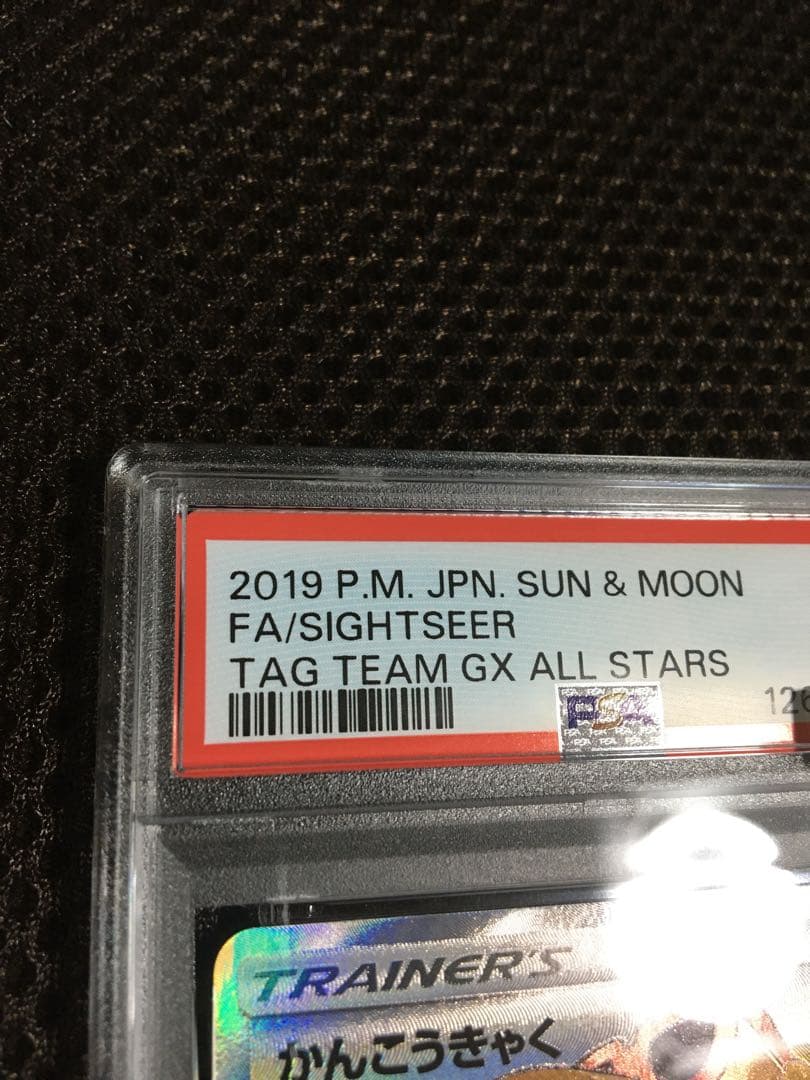 2019 P.M. JPN. SUN & MOON
FA/SIGHTSEER
TAG TEAM GX ALL STARS
PSA
TRAINER'S
かんこうきゃく